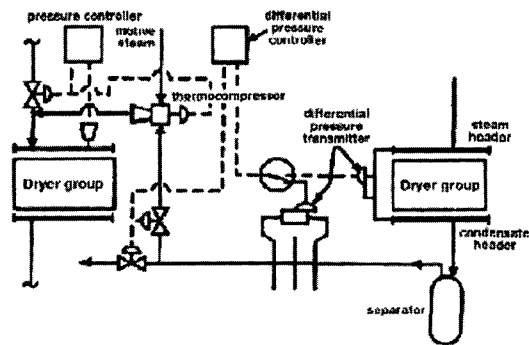 pressure controller
differential
pressure
controller
motive
steam
thermocompressor
differential
pressure
transmitter
steam
header
Dryer group
Dryer group
condensate
header
separator